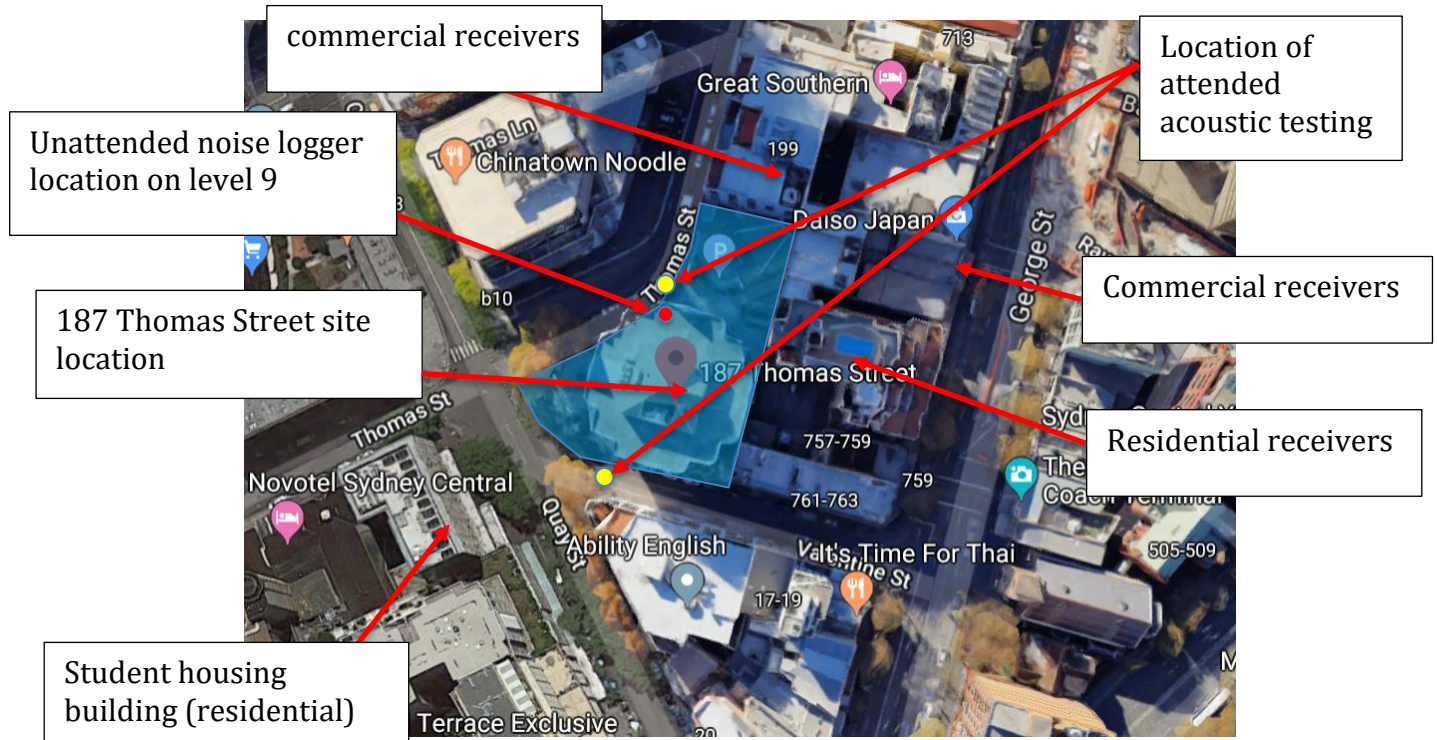 commercial receivers
Location of
attended
acoustic testing
713
Great Southern
Unattended noise logger
location on level 9
Thomas Ln
Chinatown Noodle
199
Daiso Japan
P
Thomas St
George St
b10
Commercial receivers
187 Thomas Street site
location
187 Thomas Street
Thomas St
757-759
Residential receivers
Novotel Sydney Central
759
The
761-763
Quay St
Ability English
It's Time For Thai
505-509
17-19
Student housing
building (residential)
Terrace Exclusive
20